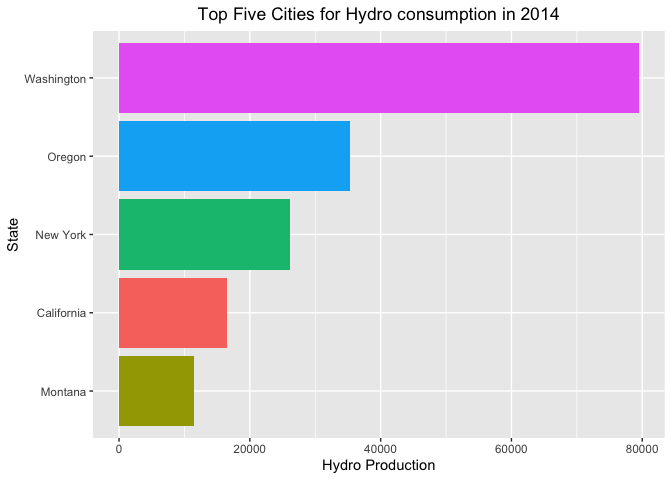 Top Five Cities for Hydro consumption in 2014
State
Washington
Oregon
New York
California
Montana
0 20000 40000 60000 80000
Hydro Production